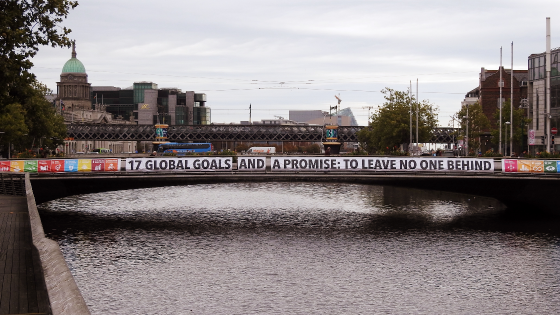 17 GLOBAL GOALS AND A PROMISE: TO LEAVE NO ONE BEHIND